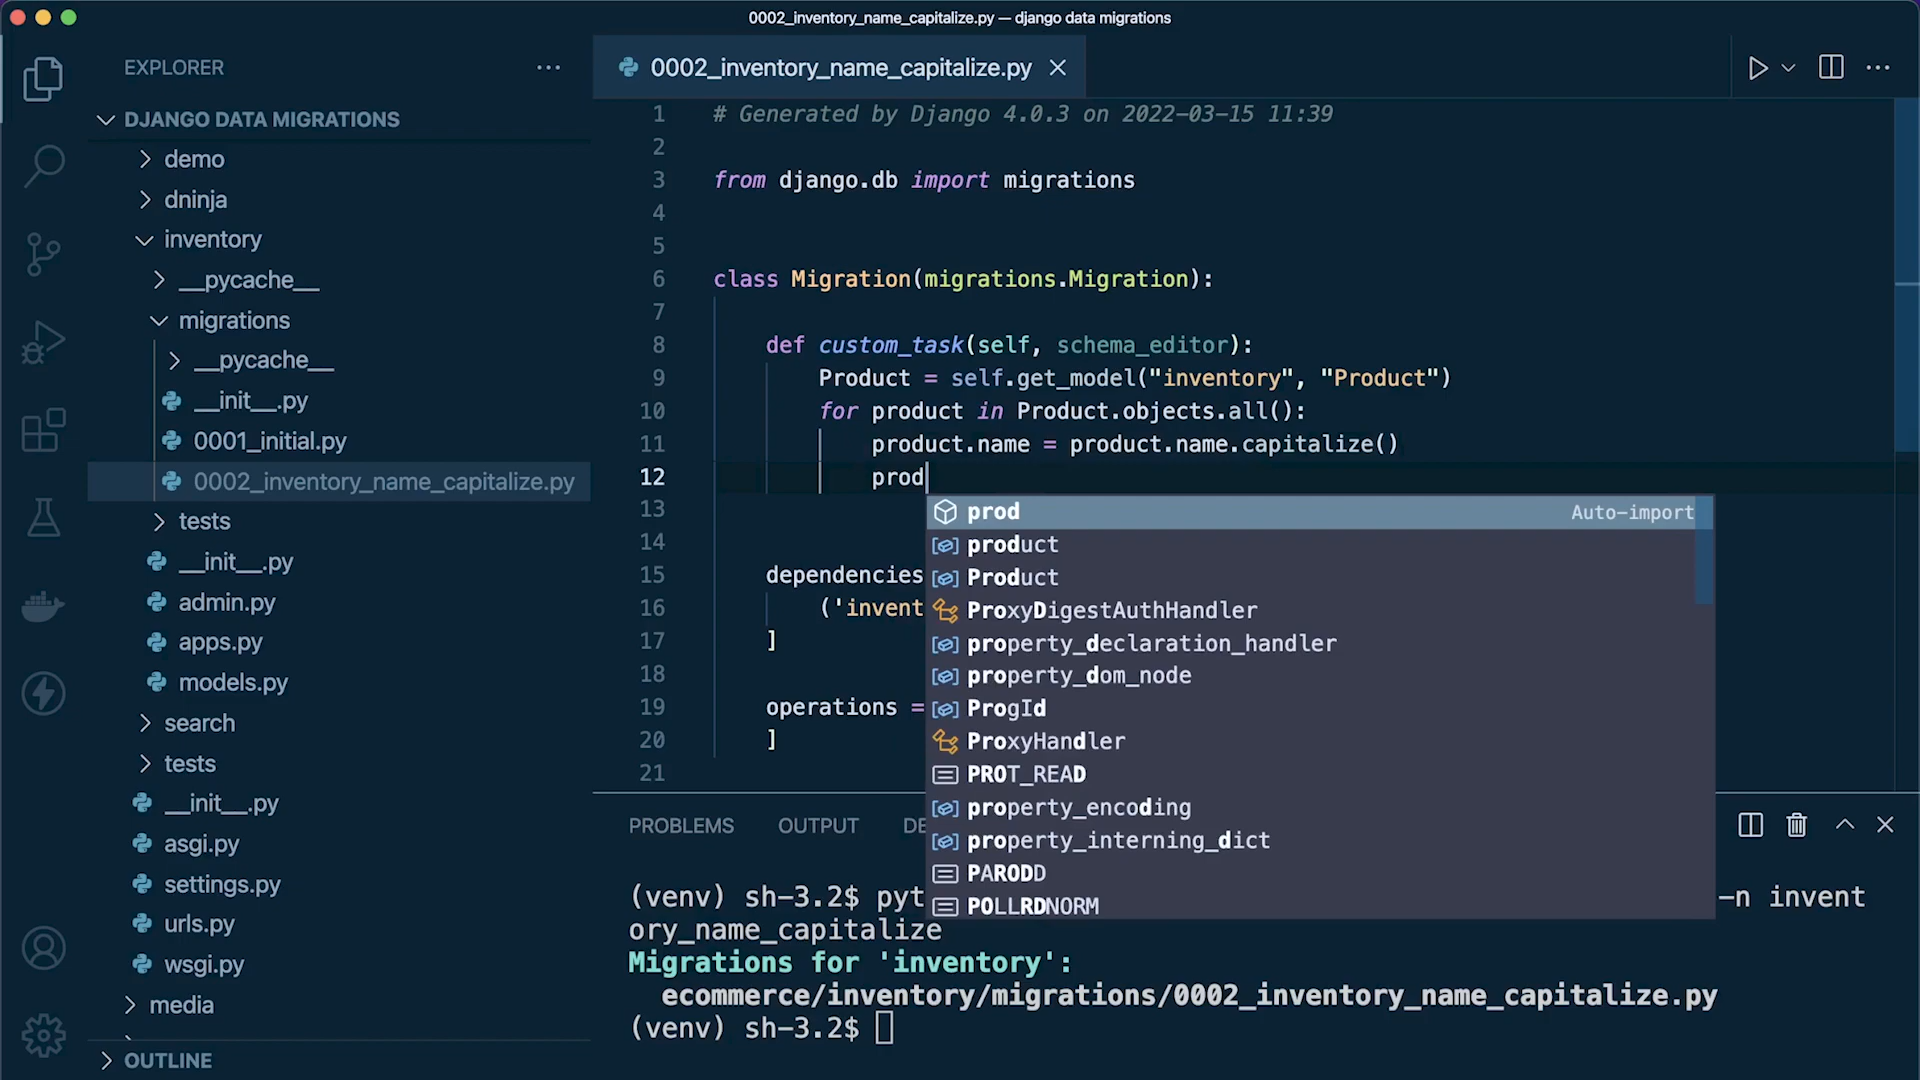 0002_inventory_name_capitalize.py — django data migrations
EXPLORER
DJANGO DATA MIGRATIONS
demo
dninja
inventory
__pycache__
migrations
__pycache__
__init__.py
0001_initial.py
0002_inventory_name_capitalize.py
tests
__init__.py
admin.py
apps.py
models.py
search
tests
__init__.py
asgi.py
settings.py
urls.py
wsgi.py
media
OUTLINE
0002_inventory_name_capitalize.py
1 # Generated by Django 4.0.3 on 2022-03-15 11:39
2
3 from django.db import migrations
4
5
6 class Migration(migrations.Migration):
7
8 def custom_task(self, schema_editor):
9 Product = self.get_model("inventory", "Product")
10 for product in Product.objects.all():
11 product.name = product.name.capitalize()
12 prod
13
14
15 dependencies
16 ('invent
17 ]
18
19 operations =
20 ]
21
prod Auto-import
product
Product
ProxyDigestAuthHandler
property_declaration_handler
property_dom_node
ProgId
ProxyHandler
PROT_READ
property_encoding
property_interning_dict
PARODD
POLLRDNORM
PROBLEMS OUTPUT DE
(venv) sh-3.2$ pyt -n invent
ory_name_capitalize
Migrations for 'inventory':
ecommerce/inventory/migrations/0002_inventory_name_capitalize.py
(venv) sh-3.2$